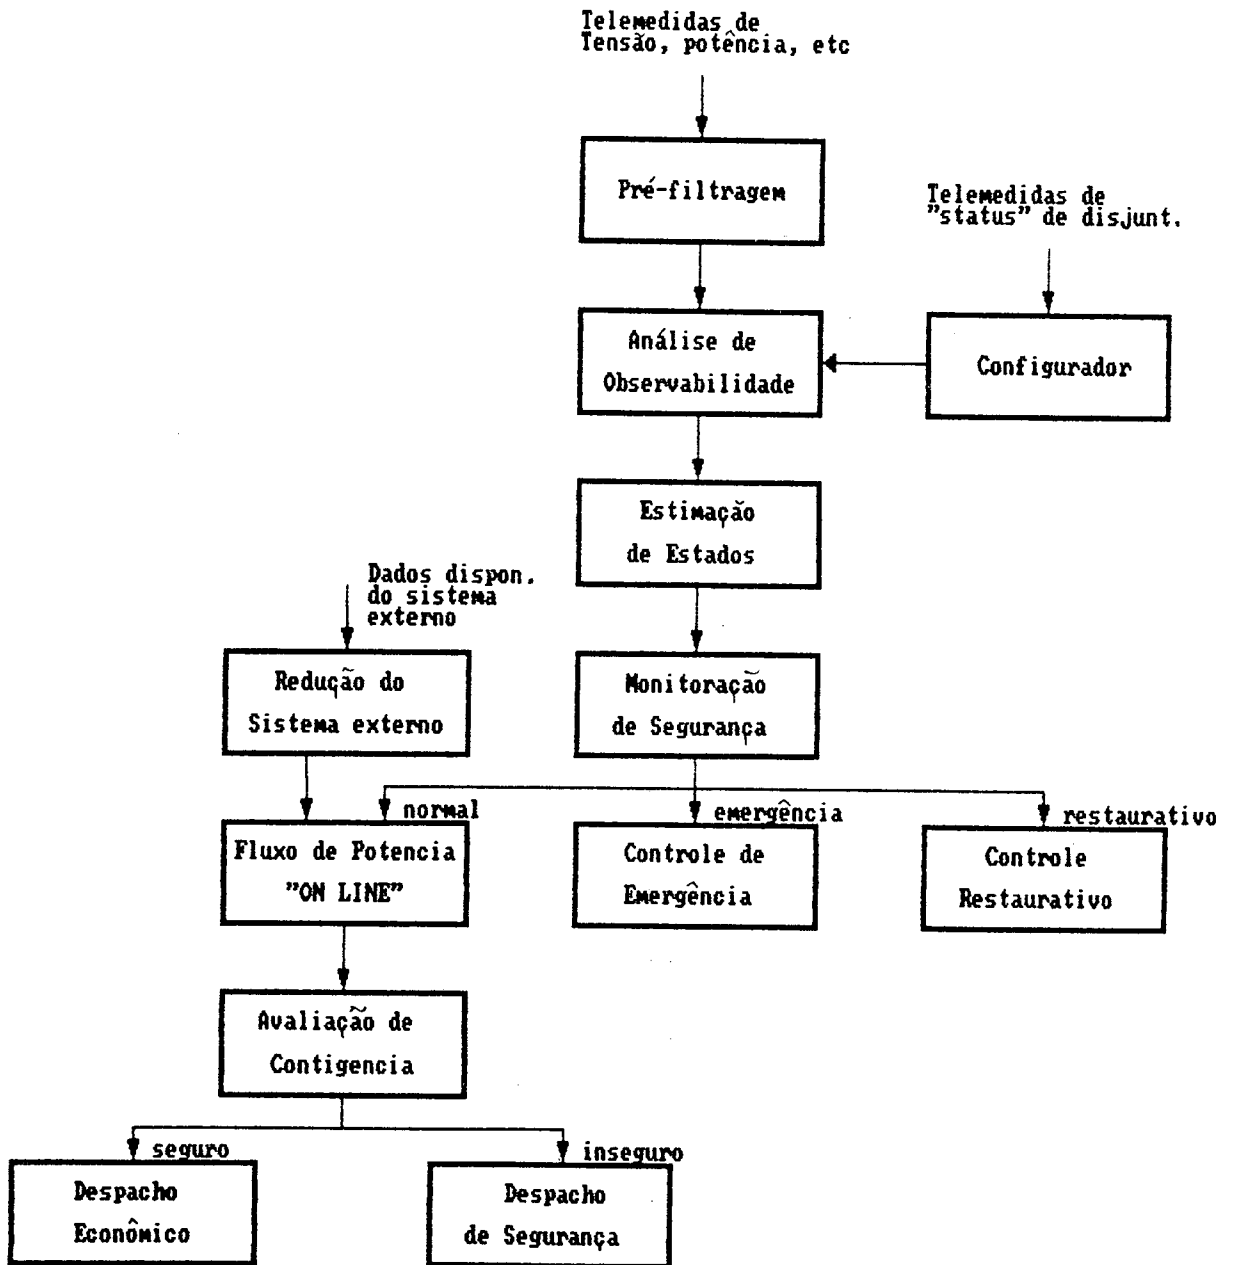 Telemedidas de
Tensão, potência, etc
Pré-filtragem
Telemedidas de
"status" de disjunt.
Análise de
Observabilidade
Configurador
Estimação
de Estados
Dados dispon.
do sistema
externo
Redução do
Sistema externo
Monitoração
de Segurança
normal
emergência
restaurativo
Fluxo de Potencia
"ON LINE"
Controle de
Emergência
Controle
Restaurativo
Avaliação de
Contigencia
seguro
inseguro
Despacho
Econômico
Despacho
de Segurança